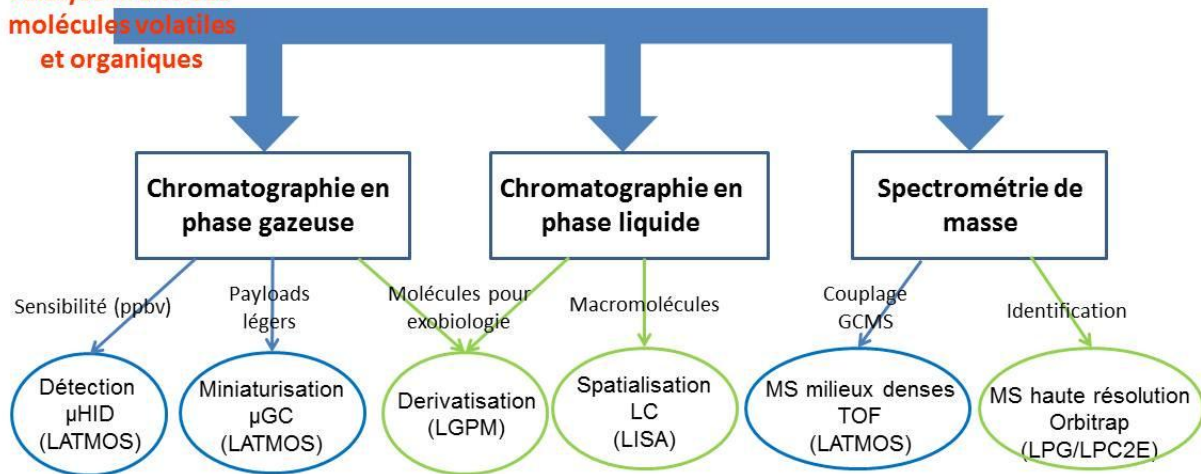 molécules volatiles
et organiques
Chromatographie en
phase gazeuse
Chromatographie en
phase liquide
Spectrométrie de
masse
Sensibilité (ppbv)
Payloads
légers
Molécules pour
exobiologie
Macromolécules
Couplage
GCMS
Identification
Détection
µHID
(LATMOS)
Miniaturisation
µGC
(LATMOS)
Derivatisation
(LGPM)
Spatialisation
LC
(LISA)
MS milieux denses
TOF
(LATMOS)
MS haute résolution
Orbitrap
(LPG/LPC2E)